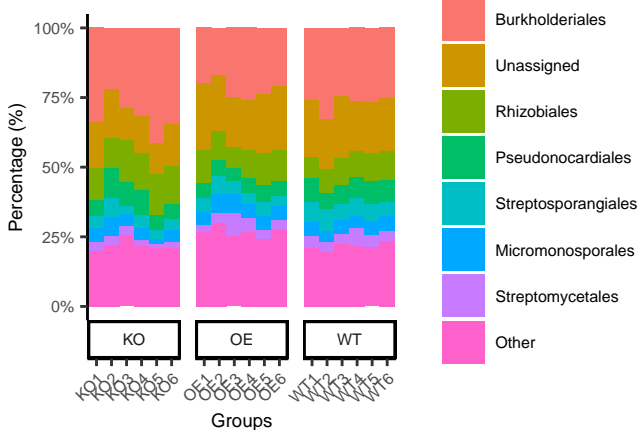 100%
75%
50%
25%
0%
Percentage (%)
KO
OE
WT
KO1
KO2
KO3
KO4
KO5
KO6
OE1
OE2
OE3
OE4
OE5
OE6
WT1
WT2
WT3
WT4
WT5
WT6
Groups
Burkholderiales
Unassigned
Rhizobiales
Pseudonocardiales
Streptosporangiales
Micromonosporales
Streptomycetales
Other